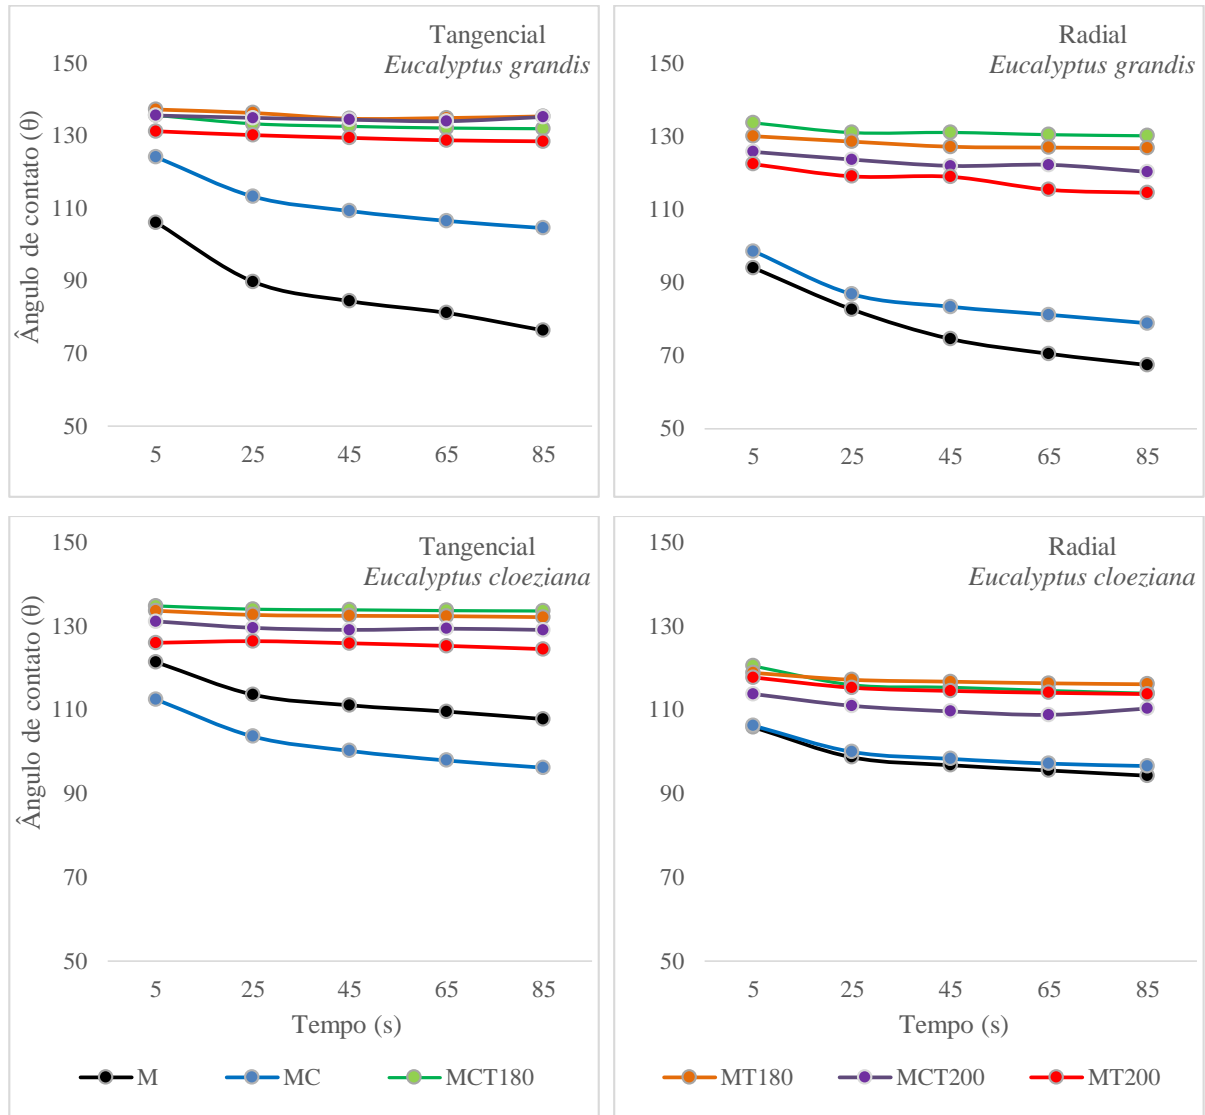 Tangencial
Eucalyptus grandis
150
130
110
90
70
50
Ângulo de contato (θ)
5 25 45 65 85
Radial
Eucalyptus grandis
150
130
110
90
70
50
5 25 45 65 85
Tangencial
Eucalyptus cloeziana
150
130
110
90
70
50
Ângulo de contato (θ)
5 25 45 65 85
Tempo (s)
Radial
Eucalyptus cloeziana
150
130
110
90
70
50
5 25 45 65 85
Tempo (s)
M MC MCT180 MT180 MCT200 MT200